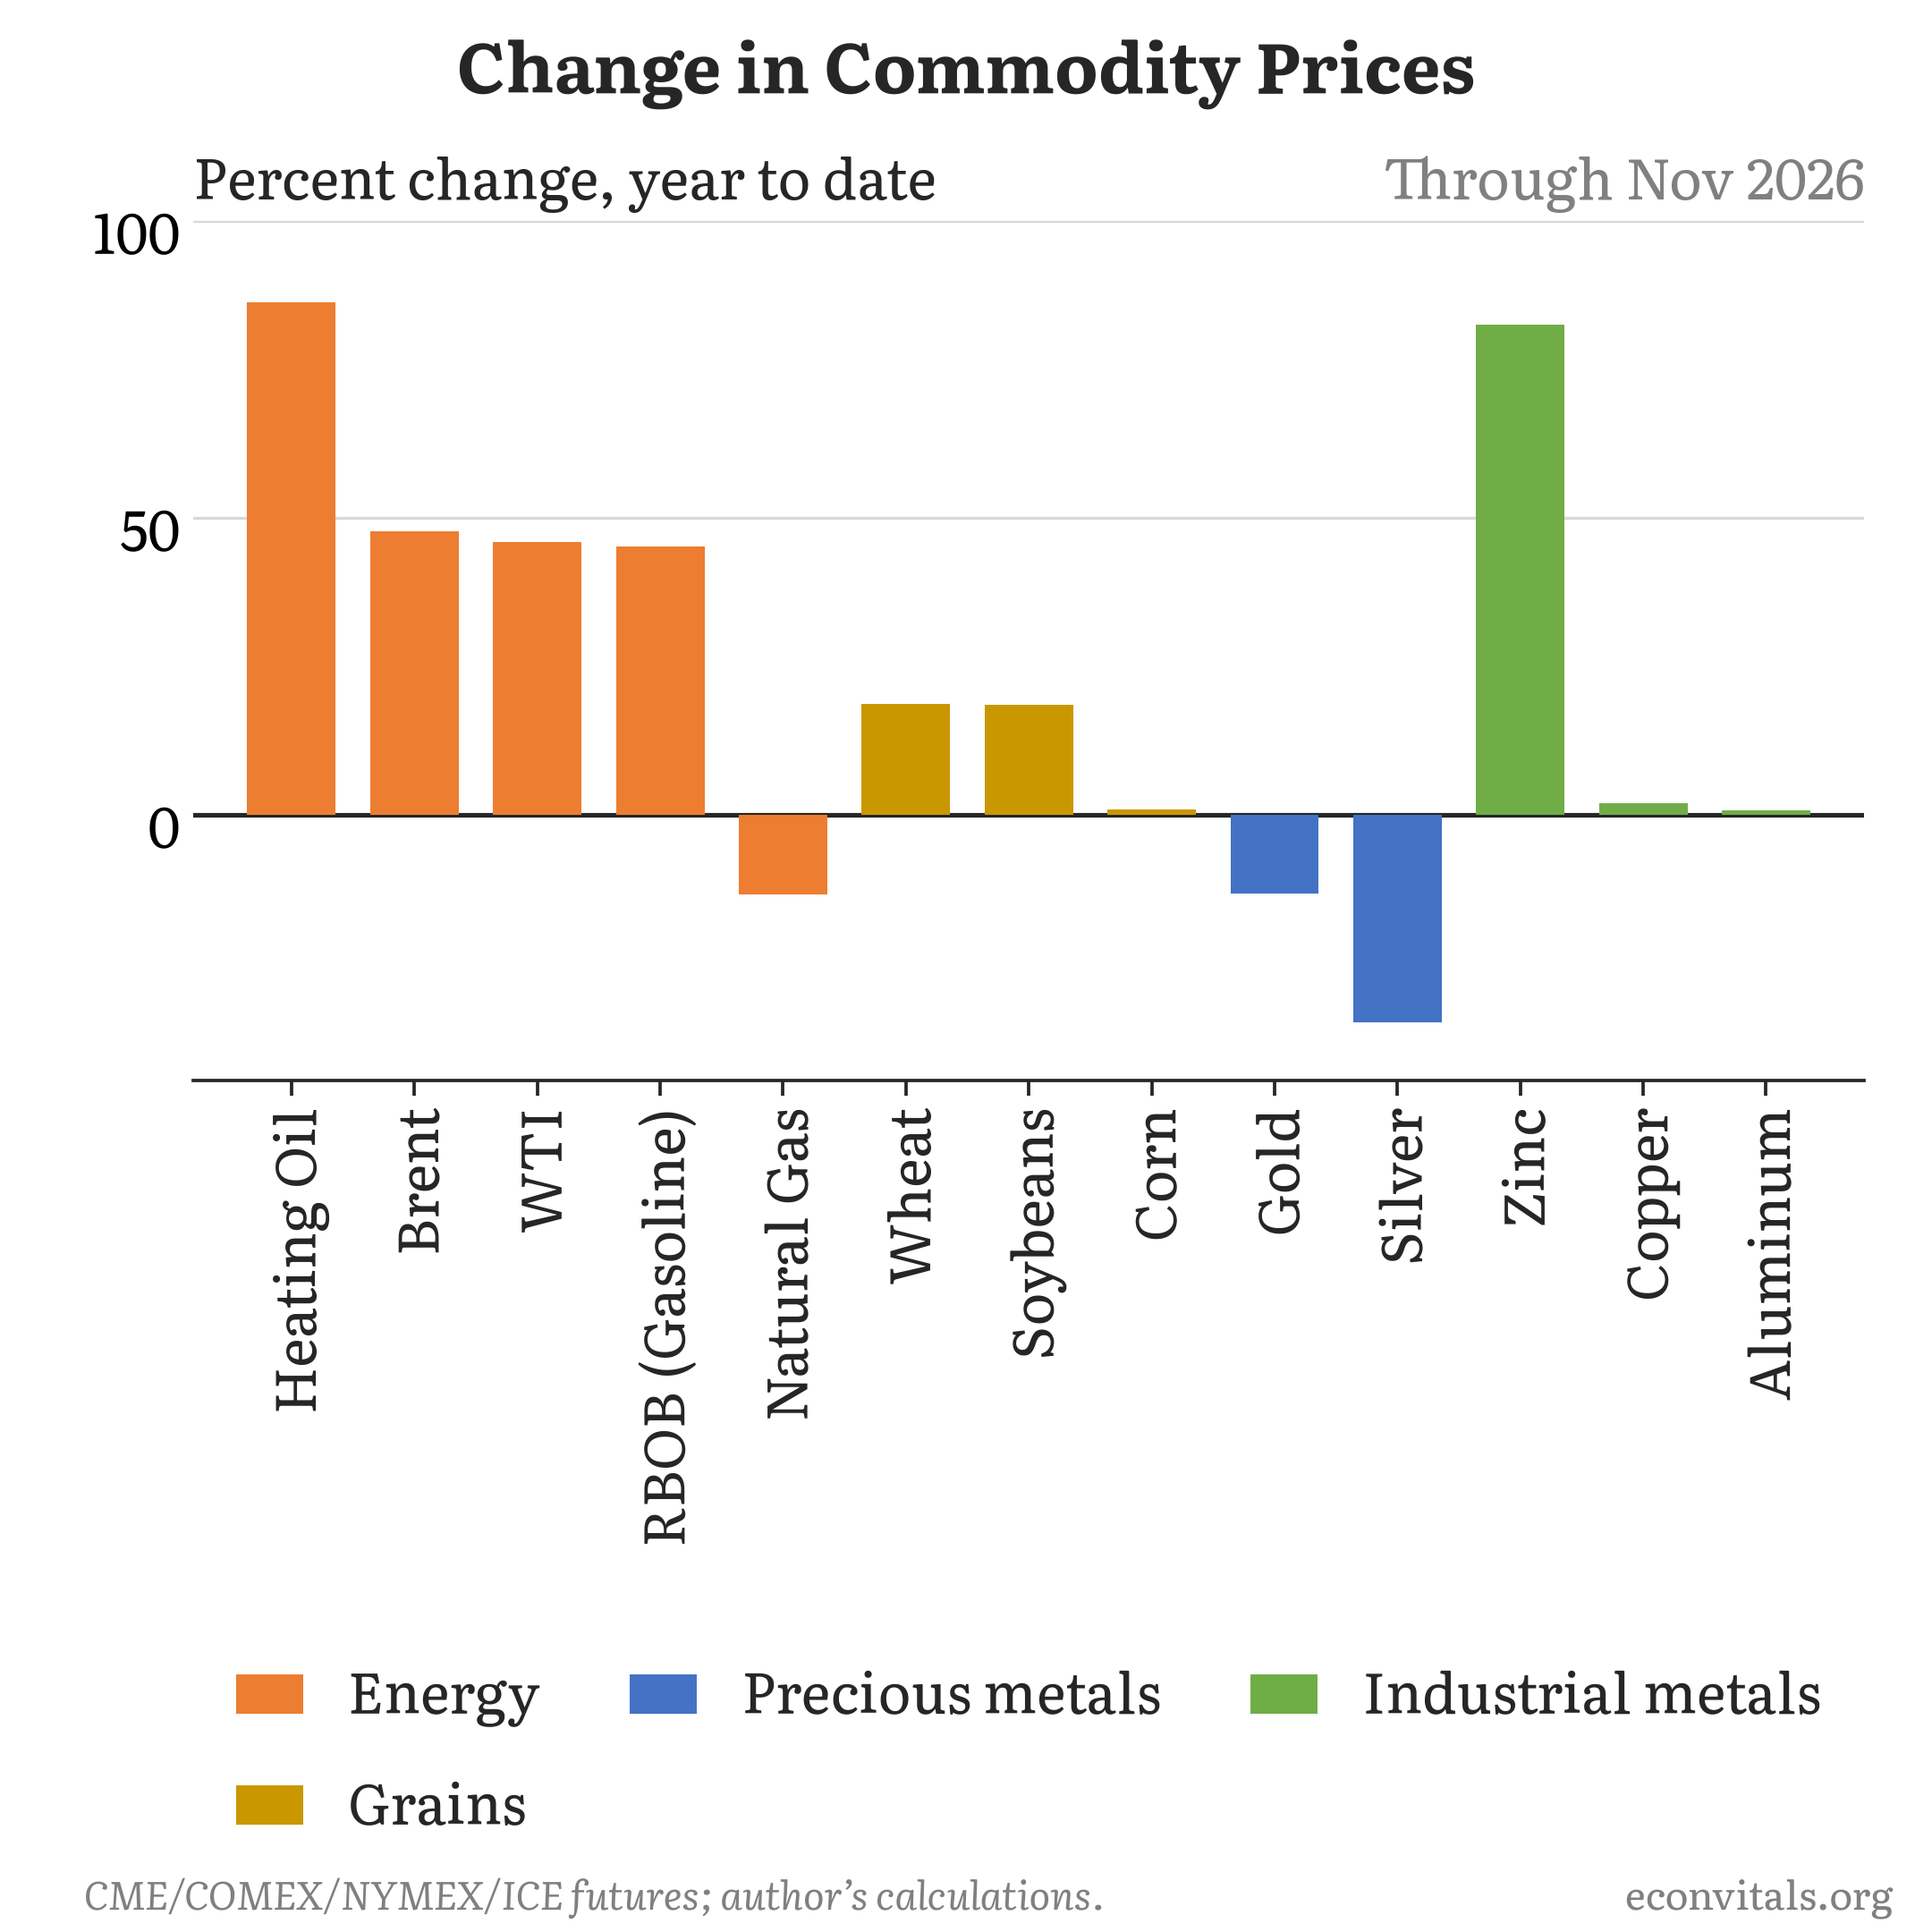 Change in Commodity Prices
Percent change, year to date
Through Nov 2026
100
50
0
Heating Oil
Brent
WTI
RBOB (Gasoline)
Natural Gas
Wheat
Soybeans
Corn
Gold
Silver
Zinc
Copper
Aluminum
Energy
Precious metals
Industrial metals
Grains
CME/COMEX/NYMEX/ICE futures; author's calculations.
econvitals.org